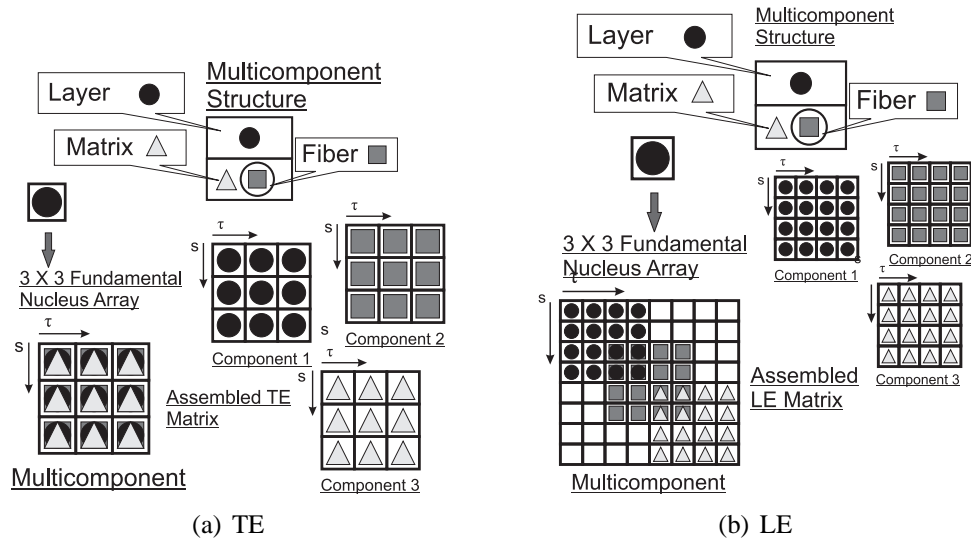 Layer
Multicomponent
Structure
Matrix
Fiber
3 X 3 Fundamental
Nucleus Array
τ
s
τ
s
Component 1
τ
s
Component 2
τ
s
Component 3
Assembled TE
Matrix
Multicomponent
(a) TE
Layer
Multicomponent
Structure
Matrix
Fiber
3 X 3 Fundamental
Nucleus Array
τ
s
τ
s
s
Component 1
τ
s
Component 2
τ
s
Component 3
Assembled
LE Matrix
Multicomponent
(b) LE